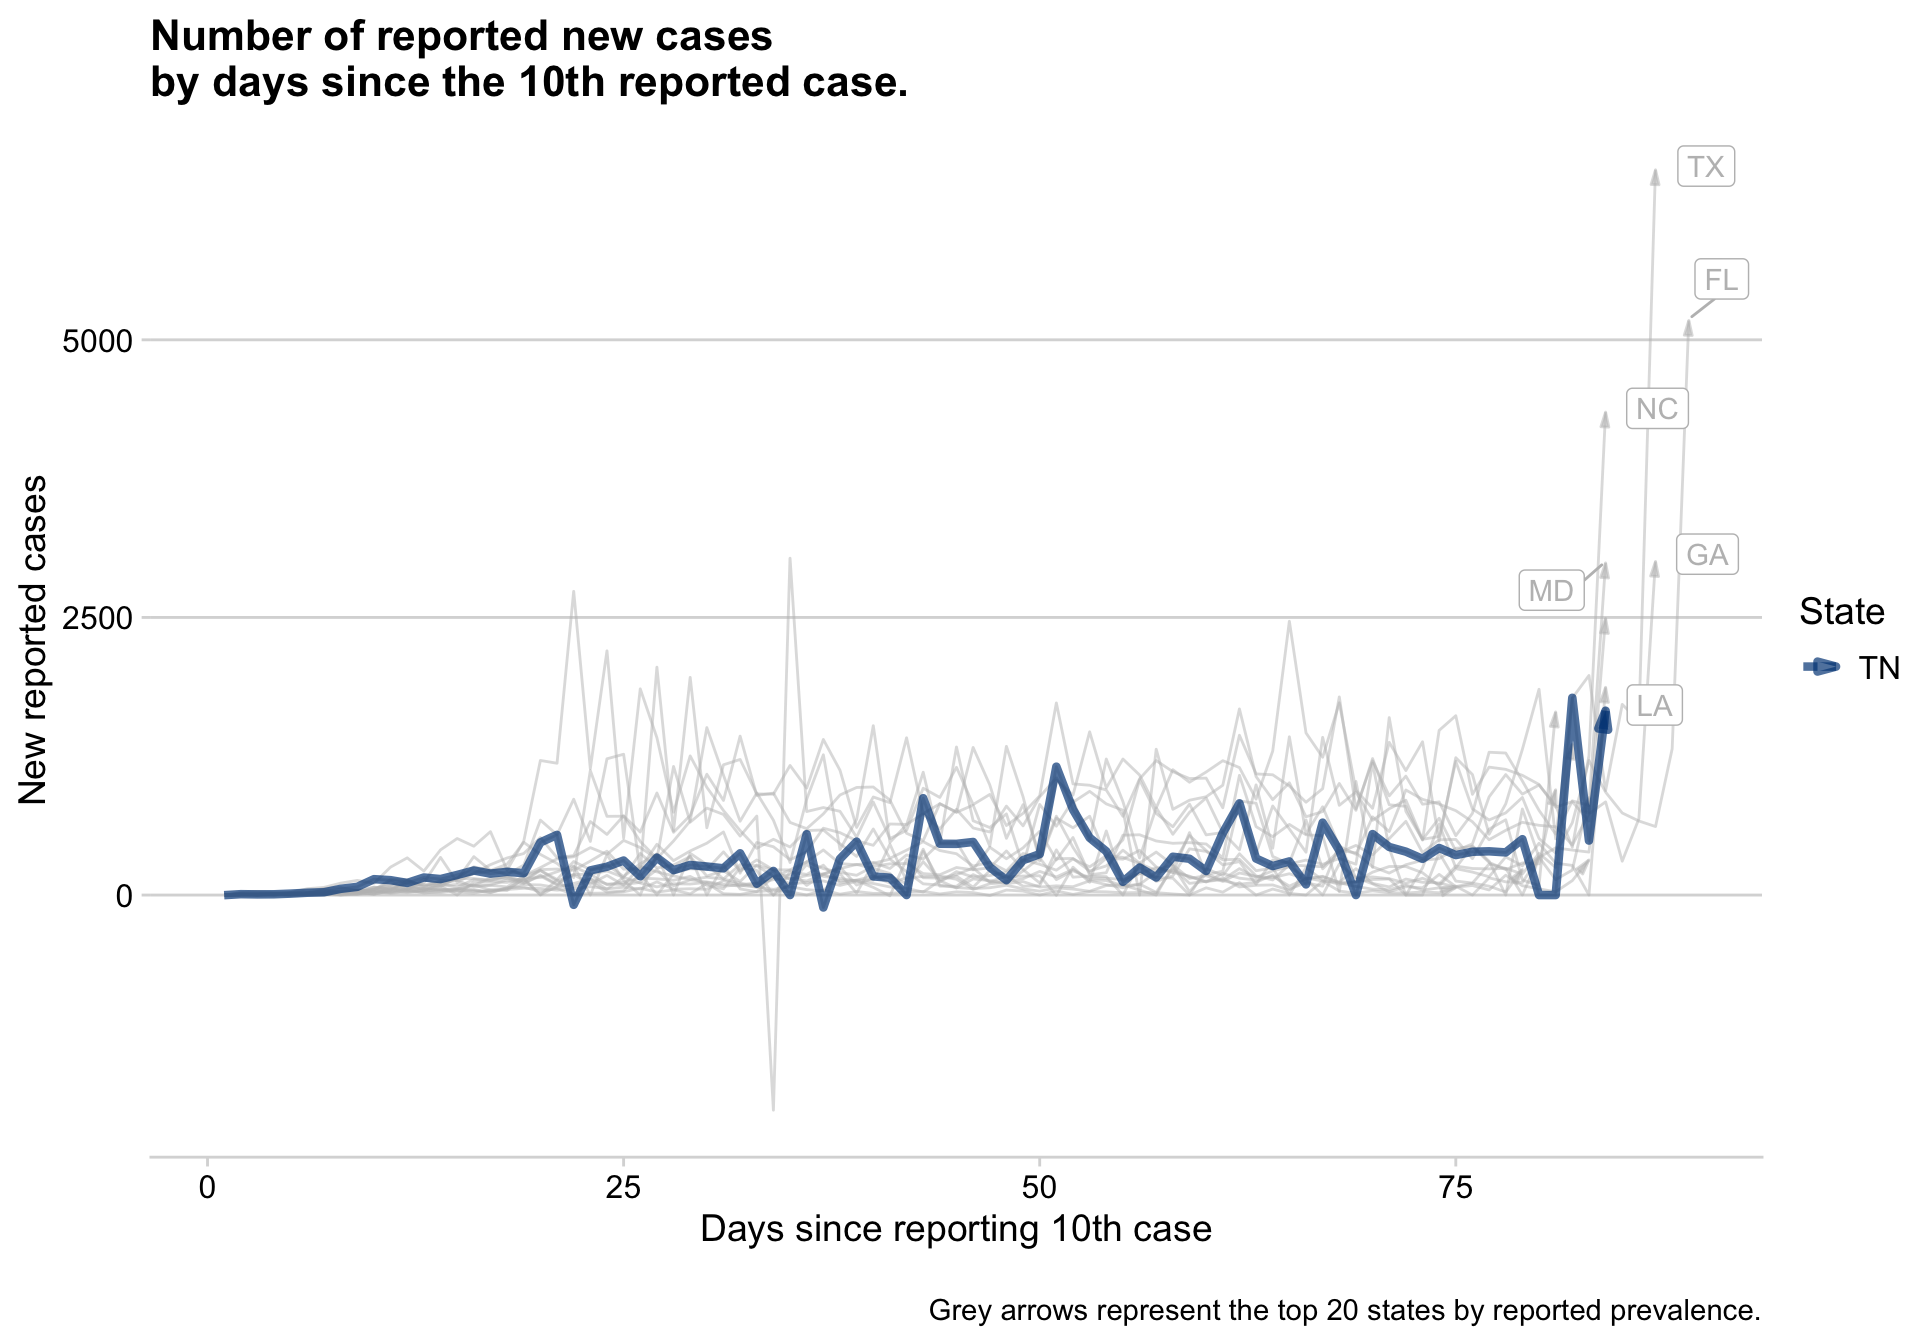 Number of reported new cases
by days since the 10th reported case.
TX
FL
5000
NC
GA
MD
2500
LA
0
New reported cases
State
TN
0
25
50
75
Days since reporting 10th case
Grey arrows represent the top 20 states by reported prevalence.